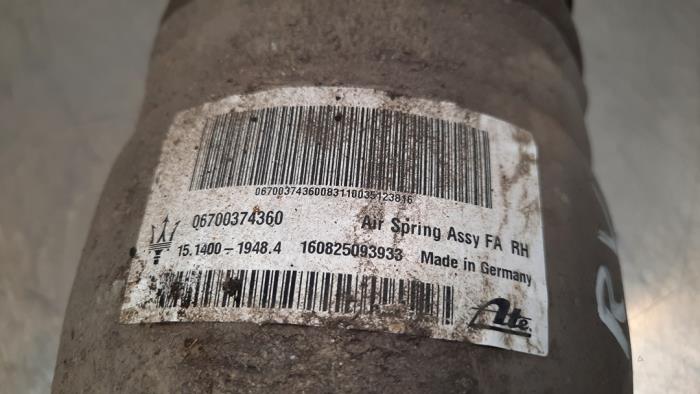 06700374360083110035123816
06700374360 Air Spring Assy FA RH
15.1400-1948.4 160825093933 Made in Germany
Ate